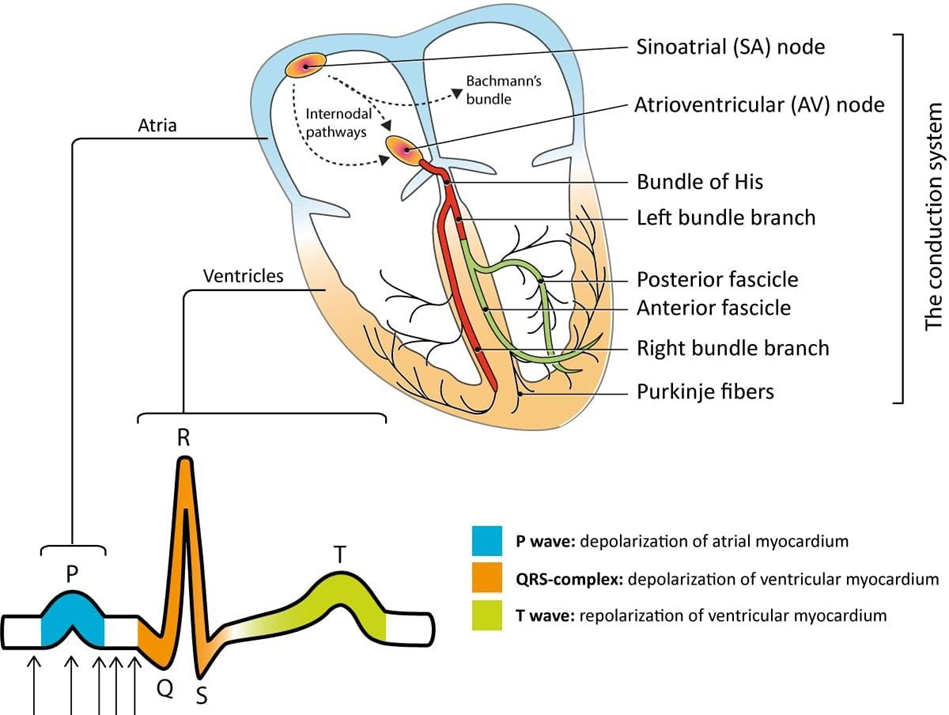 Sinoatrial (SA) node
Bachmann's
bundle
Atrioventricular (AV) node
Internodal
pathways
Atria
Bundle of His
Left bundle branch
Ventricles
Posterior fascicle
Anterior fascicle
Right bundle branch
Purkinje fibers
The conduction system
R
P
T
Q
S
P wave: depolarization of atrial myocardium
QRS-complex: depolarization of ventricular myocardium
T wave: repolarization of ventricular myocardium